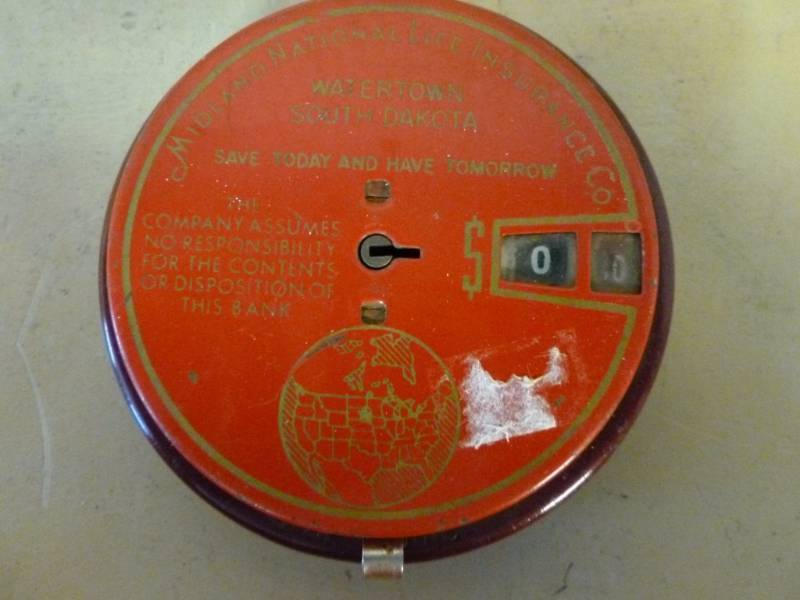 MIDLAND NATIONAL LIFE INSURANCE CO
WATERTOWN
SOUTH DAKOTA
SAVE TODAY AND HAVE TOMORROW
THE
COMPANY ASSUMES
NO RESPONSIBILITY
FOR THE CONTENTS
OR DISPOSITION OF
THIS BANK
$ 0 0